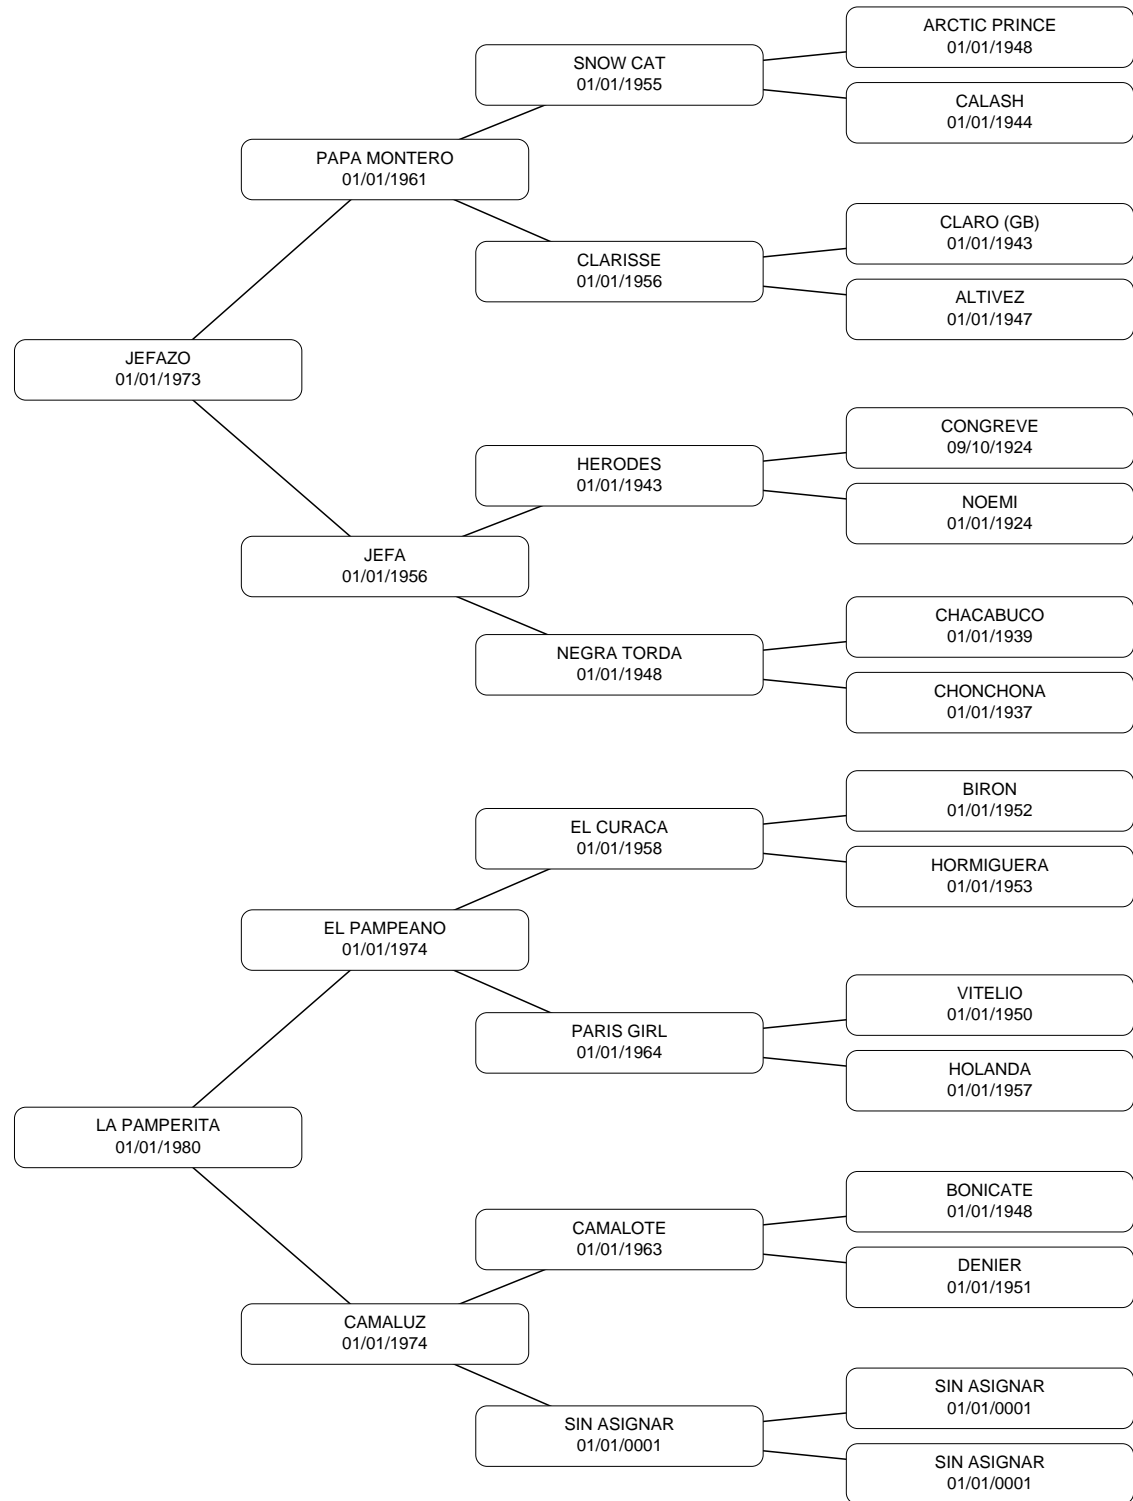 ARCTIC PRINCE
01/01/1948
SNOW CAT
01/01/1955
CALASH
01/01/1944
PAPA MONTERO
01/01/1961
CLARO (GB)
01/01/1943
CLARISSE
01/01/1956
ALTIVEZ
01/01/1947
JEFAZO
01/01/1973
CONGREVE
09/10/1924
HERODES
01/01/1943
NOEMI
01/01/1924
JEFA
01/01/1956
CHACABUCO
01/01/1939
NEGRA TORDA
01/01/1948
CHONCHONA
01/01/1937
BIRON
01/01/1952
EL CURACA
01/01/1958
HORMIGUERA
01/01/1953
EL PAMPEANO
01/01/1974
VITELIO
01/01/1950
PARIS GIRL
01/01/1964
HOLANDA
01/01/1957
LA PAMPERITA
01/01/1980
BONICATE
01/01/1948
CAMALOTE
01/01/1963
DENIER
01/01/1951
CAMALUZ
01/01/1974
SIN ASIGNAR
01/01/0001
SIN ASIGNAR
01/01/0001
SIN ASIGNAR
01/01/0001